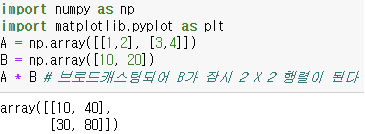 import numpy as np
import matplotlib.pyplot as plt
A = np.array([[1,2], [3,4]])
B = np.array([10, 20])
A * B # 브로드캐스팅되어 B가 잠시 2 X 2 행렬이 된다
array([[10, 40],
[30, 80]])